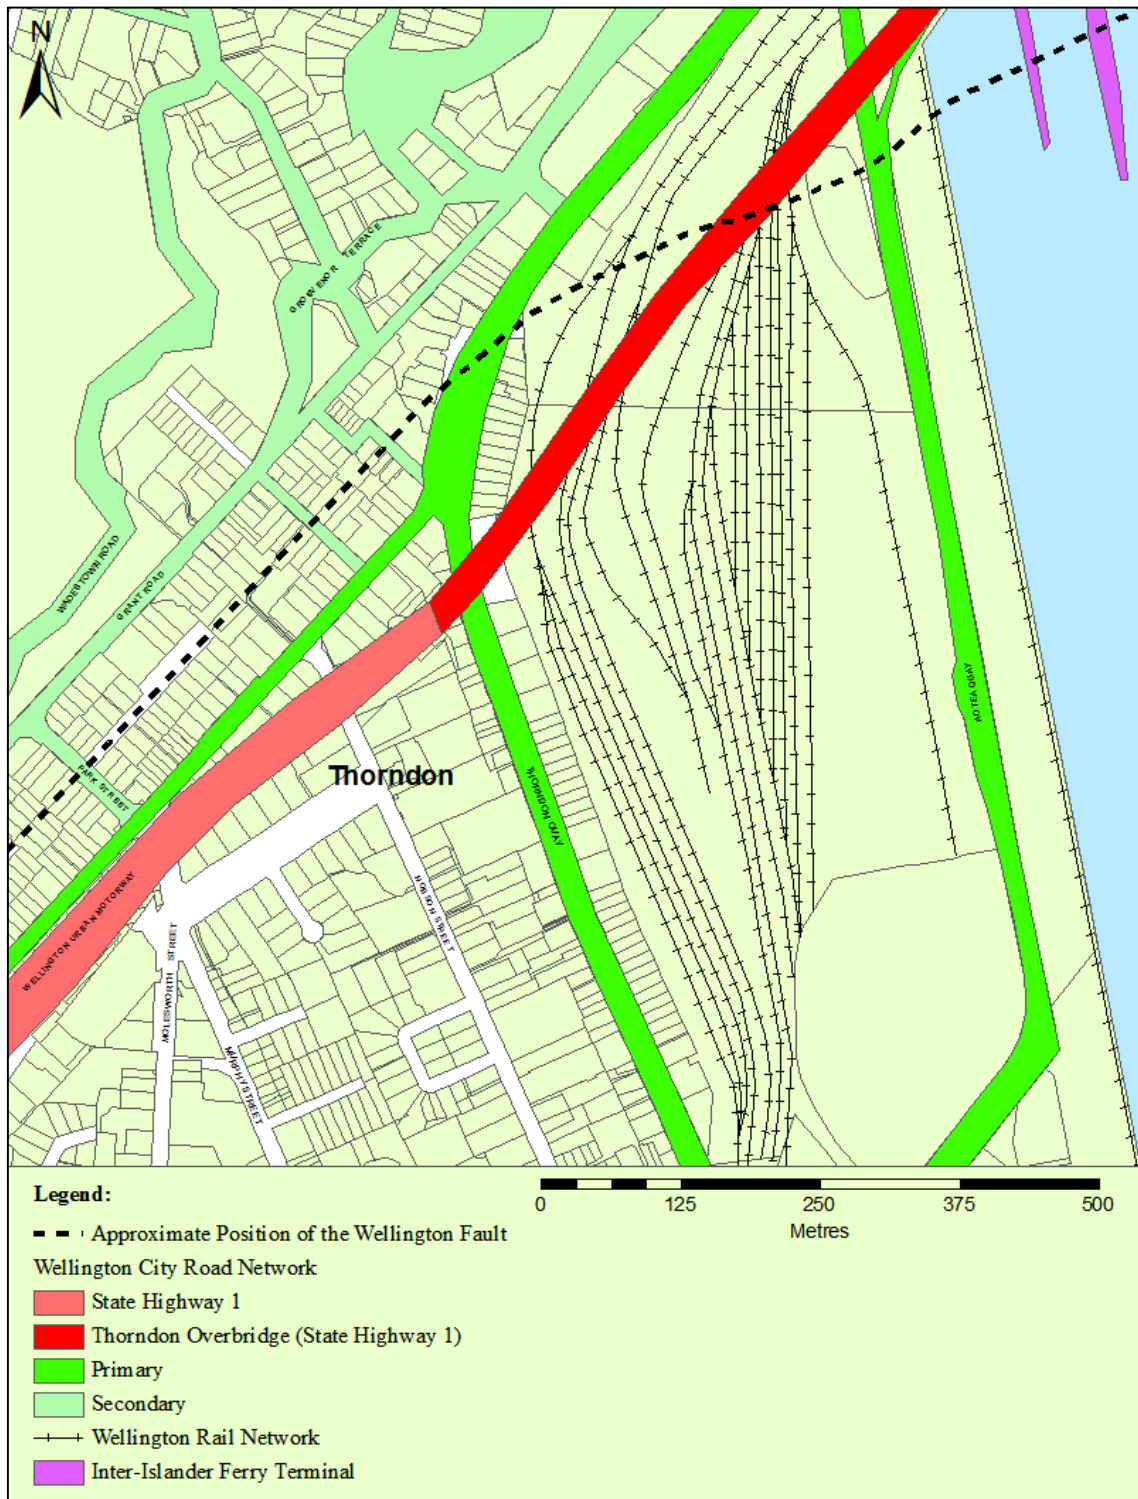 N
GROSVENOR TERRACE
WADESTOWN ROAD
GRANT ROAD
PARK STREET
Thorndon
THORNDON QUAY
AOTEA QUAY
WELLINGTON URBAN MOTORWAY
HOBSON STREET
MOLESWORTH STREET
MURPHY STREET
Legend:
0 125 250 375 500
Metres
Approximate Position of the Wellington Fault
Wellington City Road Network
State Highway 1
Thorndon Overbridge (State Highway 1)
Primary
Secondary
Wellington Rail Network
Inter-Islander Ferry Terminal